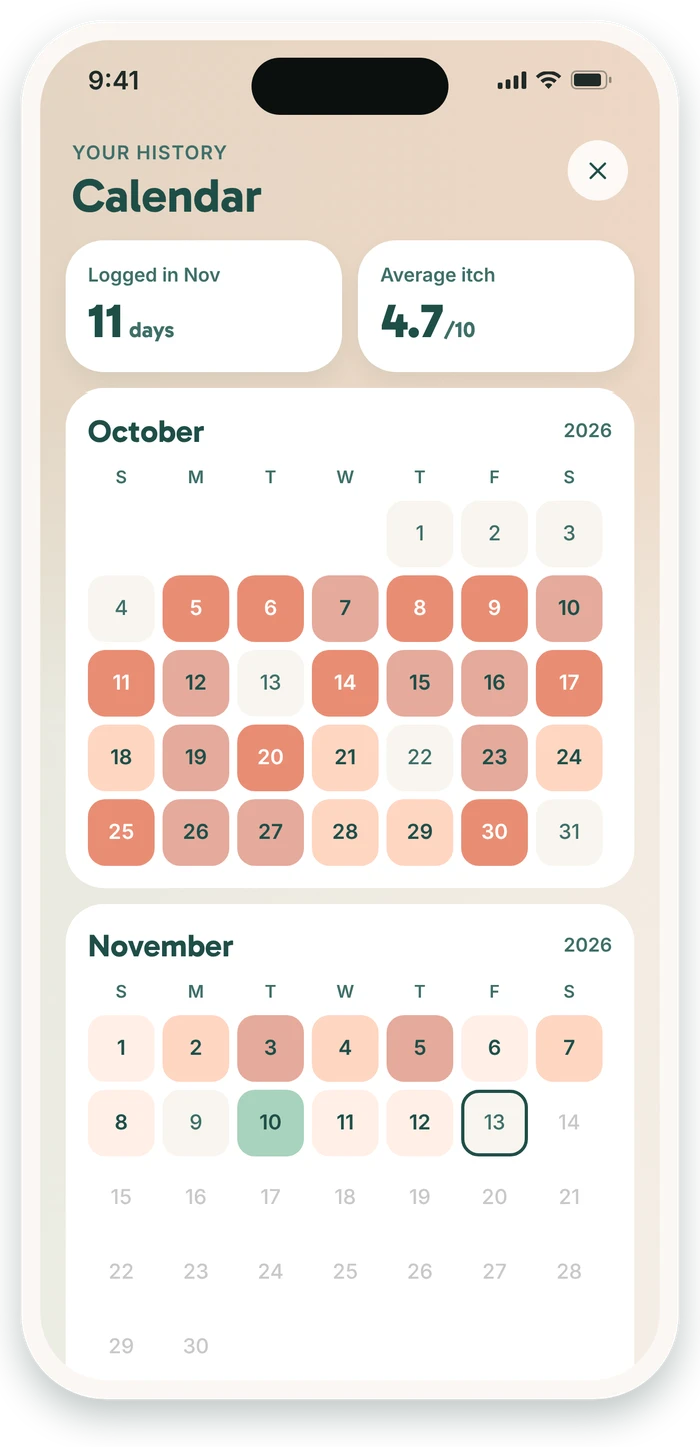 9:41
YOUR HISTORY
Calendar
Logged in Nov
11 days
Average itch
4.7/10
October 2026
S M T W T F S
1 2 3
4 5 6 7 8 9 10
11 12 13 14 15 16 17
18 19 20 21 22 23 24
25 26 27 28 29 30 31
November 2026
S M T W T F S
1 2 3 4 5 6 7
8 9 10 11 12 13 14
15 16 17 18 19 20 21
22 23 24 25 26 27 28
29 30